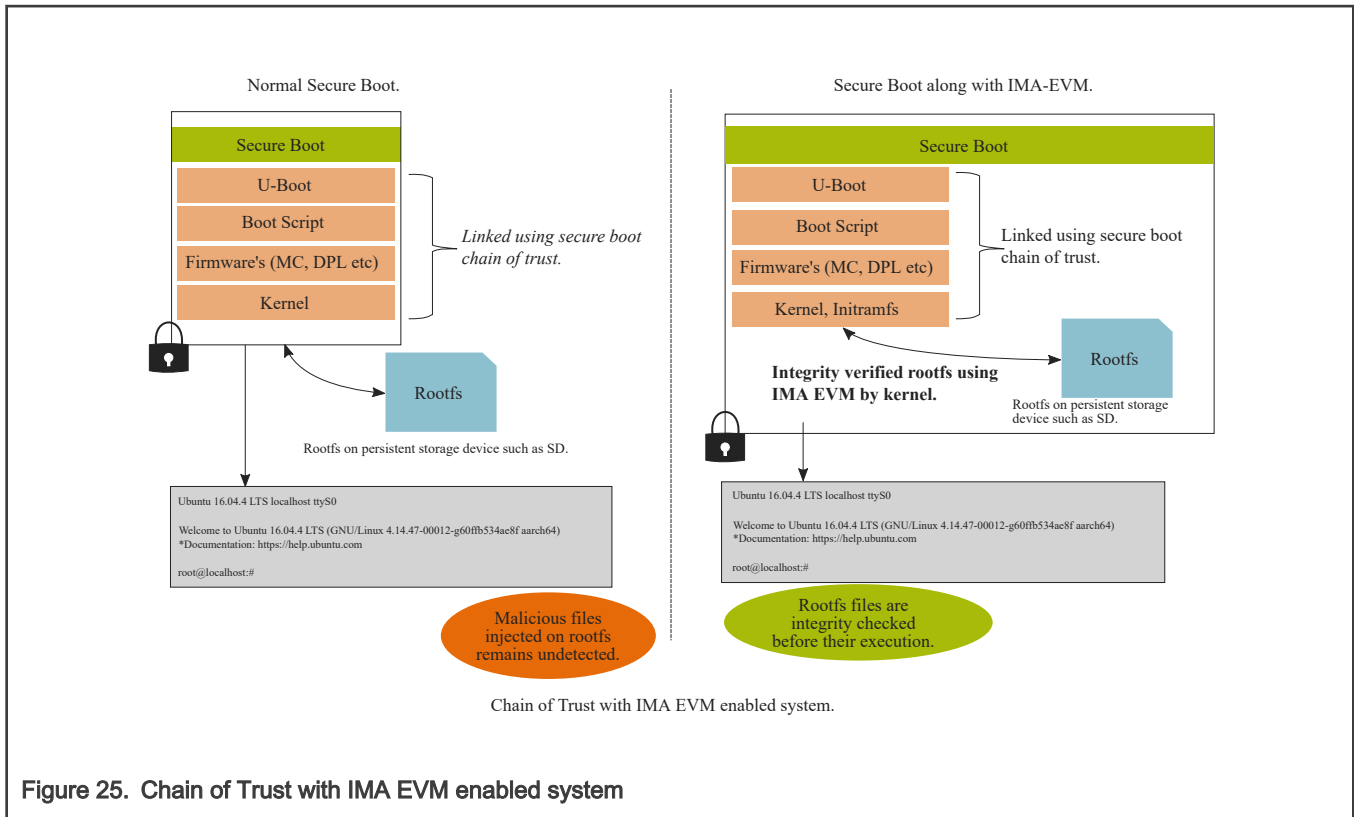 Normal Secure Boot.
Secure Boot
U-Boot
Boot Script
Firmware's (MC, DPL etc)
Kernel
Linked using secure boot
chain of trust.
Rootfs
Rootfs on persistent storage device such as SD.
Ubuntu 16.04.4 LTS localhost ttyS0
Welcome to Ubuntu 16.04.4 LTS (GNU/Linux 4.14.47-00012-g60ffb534ae8f aarch64)
*Documentation: https://help.ubuntu.com
root@localhost:#
Malicious files
injected on rootfs
remains undetected.
Secure Boot along with IMA-EVM.
Secure Boot
U-Boot
Boot Script
Firmware's (MC, DPL etc)
Kernel, Initramfs
Linked using secure boot
chain of trust.
Rootfs
Integrity verified rootfs using
IMA EVM by kernel.
Rootfs on persistent storage
device such as SD.
Ubuntu 16.04.4 LTS localhost ttyS0
Welcome to Ubuntu 16.04.4 LTS (GNU/Linux 4.14.47-00012-g60ffb534ae8f aarch64)
*Documentation: https://help.ubuntu.com
root@localhost:#
Rootfs files are
integrity checked
before their execution.
Chain of Trust with IMA EVM enabled system.
Figure 25. Chain of Trust with IMA EVM enabled system